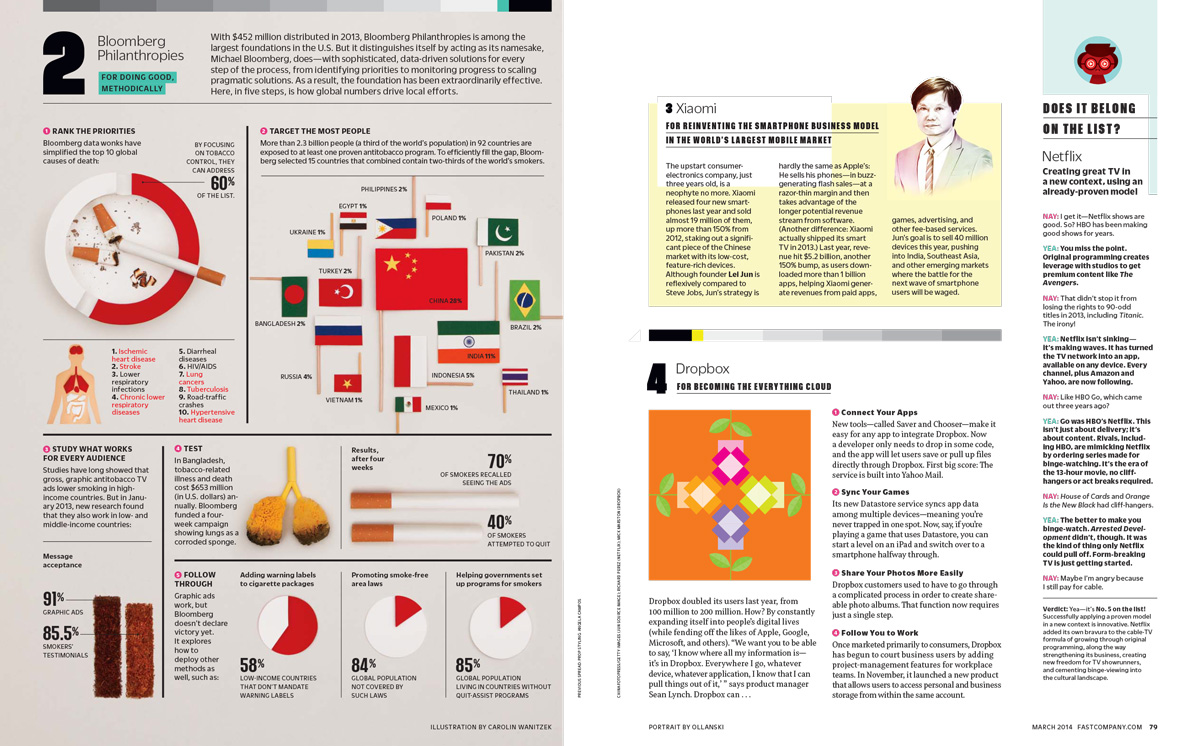 2
Bloomberg
Philanthropies
FOR DOING GOOD,
METHODICALLY
With $452 million distributed in 2013, Bloomberg Philanthropies is among the
largest foundations in the U.S. But it distinguishes itself by acting as its namesake,
Michael Bloomberg, does—with sophisticated, data-driven solutions for every
step of the process, from identifying priorities to monitoring progress to scaling
pragmatic solutions. As a result, the foundation has been extraordinarily effective.
Here, in five steps, is how global numbers drive local efforts.
1 RANK THE PRIORITIES
Bloomberg data wonks have
simplified the top 10 global
causes of death:
BY FOCUSING
ON TOBACCO
CONTROL, THEY
CAN ADDRESS
60%
OF THE LIST.
1. Ischemic
heart disease
2. Stroke
3. Lower
respiratory
infections
4. Chronic lower
respiratory
diseases
5. Diarrheal
diseases
6. HIV/AIDS
7. Lung
cancers
8. Tuberculosis
9. Road-traffic
crashes
10. Hypertensive
heart disease
2 TARGET THE MOST PEOPLE
More than 2.3 billion people (a third of the world's population) in 92 countries are
exposed to at least one proven antitobacco program. To efficiently fill the gap, Bloom-
berg selected 15 countries that combined contain two-thirds of the world's smokers.
PHILIPPINES 2%
EGYPT 1%
POLAND 1%
UKRAINE 1%
PAKISTAN 2%
TURKEY 2%
CHINA 28%
BANGLADESH 2%
BRAZIL 2%
INDIA 11%
RUSSIA 4%
INDONESIA 5%
THAILAND 1%
VIETNAM 1%
MEXICO 1%
3 STUDY WHAT WORKS
FOR EVERY AUDIENCE
Studies have long showed that
gross, graphic antitobacco TV
ads lower smoking in high-
income countries. But in Janu-
ary 2013, new research found
that they also work in low- and
middle-income countries:
Message
acceptance
91%
GRAPHIC ADS
85.5%
SMOKERS'
TESTIMONIALS
4 TEST
In Bangladesh,
tobacco-related
illness and death
cost $653 million
(in U.S. dollars) an-
nually. Bloomberg
funded a four-
week campaign
showing lungs as a
corroded sponge.
Results,
after four
weeks
70%
OF SMOKERS RECALLED
SEEING THE ADS
40%
OF SMOKERS
ATTEMPTED TO QUIT
5 FOLLOW
THROUGH
Graphic ads
work, but
Bloomberg
doesn't declare
victory yet.
It explores
how to
deploy other
methods as
well, such as:
Adding warning labels
to cigarette packages
58%
LOW-INCOME COUNTRIES
THAT DON'T MANDATE
WARNING LABELS
Promoting smoke-free
area laws
84%
GLOBAL POPULATION
NOT COVERED BY
SUCH LAWS
Helping governments set
up programs for smokers
85%
GLOBAL POPULATION
LIVING IN COUNTRIES WITHOUT
QUIT-ASSIST PROGRAMS
ILLUSTRATION BY CAROLIN WANITZEK
3 Xiaomi
FOR REINVENTING THE SMARTPHONE BUSINESS MODEL
IN THE WORLD'S LARGEST MOBILE MARKET
The upstart consumer-
electronics company, just
three years old, is a
neophyte no more. Xiaomi
released four new smart-
phones last year and sold
almost 19 million of them,
up more than 150% from
2012, staking out a signifi-
cant piece of the Chinese
market with its low-cost,
feature-rich devices.
Although founder Lei Jun is
reflexively compared to
Steve Jobs, Jun's strategy is
hardly the same as Apple's:
He sells his phones—in buzz-
generating flash sales—at a
razor-thin margin and then
takes advantage of the
longer potential revenue
stream from software.
(Another difference: Xiaomi
actually shipped its smart
TV in 2013.) Last year, reve-
nue hit $5.2 billion, another
150% bump, as users down-
loaded more than 1 billion
apps, helping Xiaomi gener-
ate revenues from paid apps,
games, advertising, and
other fee-based services.
Jun's goal is to sell 40 million
devices this year, pushing
into India, Southeast Asia,
and other emerging markets
where the battle for the
next wave of smartphone
users will be waged.
4
Dropbox
FOR BECOMING THE EVERYTHING CLOUD
Dropbox doubled its users last year, from
100 million to 200 million. How? By constantly
expanding itself into people's digital lives
(while fending off the likes of Apple, Google,
Microsoft, and others). "We want you to be able
to say, 'I know where all my information is—
it's in Dropbox. Everywhere I go, whatever
device, whatever application, I know that I can
pull things out of it,' " says product manager
Sean Lynch. Dropbox can . . .
1 Connect Your Apps
New tools—called Saver and Chooser—make it
easy for any app to integrate Dropbox. Now
a developer only needs to drop in some code,
and the app will let users save or pull up files
directly through Dropbox. First big score: The
service is built into Yahoo Mail.
2 Sync Your Games
Its new Datastore service syncs app data
among multiple devices—meaning you're
never trapped in one spot. Now, say, if you're
playing a game that uses Datastore, you can
start a level on an iPad and switch over to a
smartphone halfway through.
3 Share Your Photos More Easily
Dropbox customers used to have to go through
a complicated process in order to create share-
able photo albums. That function now requires
just a single step.
4 Follow You to Work
Once marketed primarily to consumers, Dropbox
has begun to court business users by adding
project-management features for workplace
teams. In November, it launched a new product
that allows users to access personal and business
storage from within the same account.
PORTRAIT BY OLLANSKI
DOES IT BELONG
ON THE LIST?
Netflix
Creating great TV in
a new context, using an
already-proven model
NAY: I get it—Netflix shows are
good. So? HBO has been making
good shows for years.
YEA: You miss the point.
Original programming creates
leverage with studios to get
premium content like The
Avengers.
NAY: That didn't stop it from
losing the rights to 90-odd
titles in 2013, including Titanic.
The irony!
YEA: Netflix isn't sinking—
it's making waves. It has turned
the TV network into an app,
available on any device. Every
channel, plus Amazon and
Yahoo, are now following.
NAY: Like HBO Go, which came
out three years ago?
YEA: Go was HBO's Netflix. This
isn't just about delivery; it's
about content. Rivals, includ-
ing HBO, are mimicking Netflix
by ordering series made for
binge-watching. It's the era of
the 13-hour movie, no cliff-
hangers or act breaks required.
NAY: House of Cards and Orange
Is the New Black had cliff-hangers.
YEA: The better to make you
binge-watch. Arrested Devel-
opment didn't, though. It was
the kind of thing only Netflix
could pull off. Form-breaking
TV is just getting started.
NAY: Maybe I'm angry because
I still pay for cable.
Verdict: Yea—it's No. 5 on the list!
Successfully applying a proven model
in a new context is innovative. Netflix
added its own bravura to the cable-TV
formula of growing through original
programming, along the way
strengthening its business, creating
new freedom for TV showrunners,
and cementing binge-viewing into
the cultural landscape.
MARCH 2014 FASTCOMPANY.COM 79